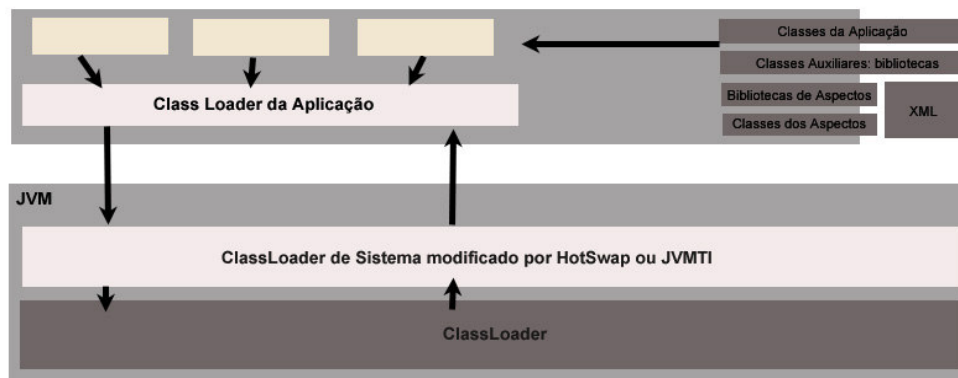 Classes da Aplicação
Classes Auxiliares: bibliotecas
Bibliotecas de Aspectos
XML
Classes dos Aspectos
Class Loader da Aplicação
JVM
ClassLoader de Sistema modificado por HotSwap ou JVMTI
ClassLoader